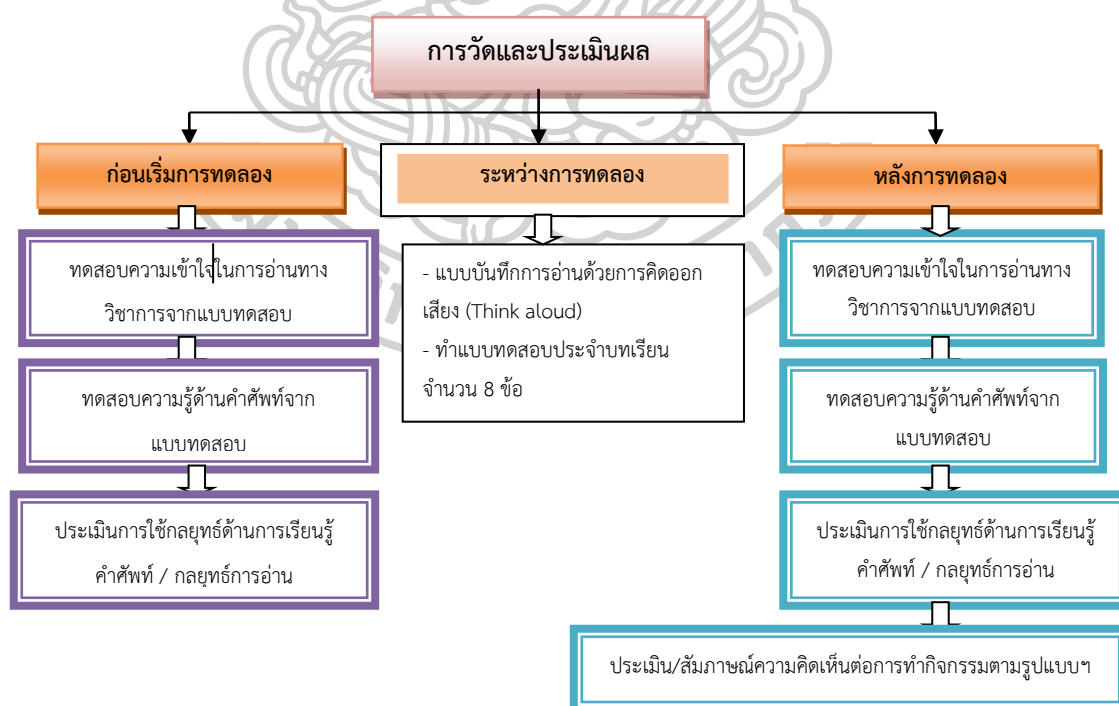 การวัดและประเมินผล
ก่อนเริ่มการทดลอง
ทดสอบความเข้าใจในการอ่านทาง
วิชาการจากแบบทดสอบ
ทดสอบความรู้ด้านคำศัพท์จาก
แบบทดสอบ
ประเมินการใช้กลยุทธ์ด้านการเรียนรู้
คำศัพท์ / กลยุทธ์การอ่าน
ระหว่างการทดลอง
- แบบบันทึกการอ่านด้วยการคิดออก
เสียง (Think aloud)
- ทำแบบทดสอบประจำบทเรียน
จำนวน 8 ข้อ
หลังการทดลอง
ทดสอบความเข้าใจในการอ่านทาง
วิชาการจากแบบทดสอบ
ทดสอบความรู้ด้านคำศัพท์จาก
แบบทดสอบ
ประเมินการใช้กลยุทธ์ด้านการเรียนรู้
คำศัพท์ / กลยุทธ์การอ่าน
ประเมิน/สัมภาษณ์ความคิดเห็นต่อการทำกิจกรรมตามรูปแบบฯ